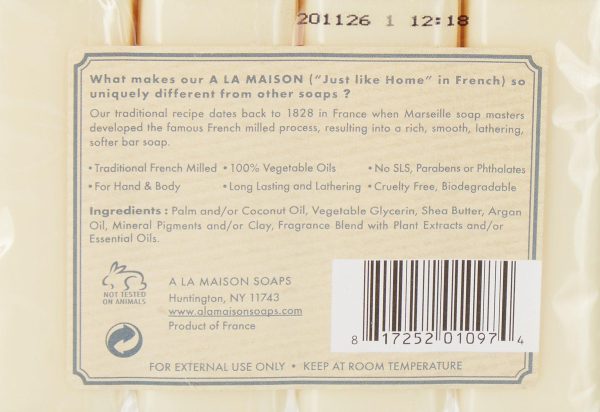 201126 1 12:18
What makes our A LA MAISON ("Just like Home" in French) so
uniquely different from other soaps ?
Our traditional recipe dates back to 1828 in France when Marseille soap masters
developed the famous French milled process, resulting into a rich, smooth, lathering,
softer bar soap.
• Traditional French Milled • 100% Vegetable Oils • No SLS, Parabens or Phthalates
• For Hand & Body • Long Lasting and Lathering • Cruelty Free, Biodegradable
Ingredients : Palm and/or Coconut Oil, Vegetable Glycerin, Shea Butter, Argan
Oil, Mineral Pigments and/or Clay, Fragrance Blend with Plant Extracts and/or
Essential Oils.
NOT TESTED
ON ANIMALS
A LA MAISON SOAPS
Huntington, NY 11743
www.alamaisonsoaps.com
Product of France
8 17252 01097 4
FOR EXTERNAL USE ONLY • KEEP AT ROOM TEMPERATURE